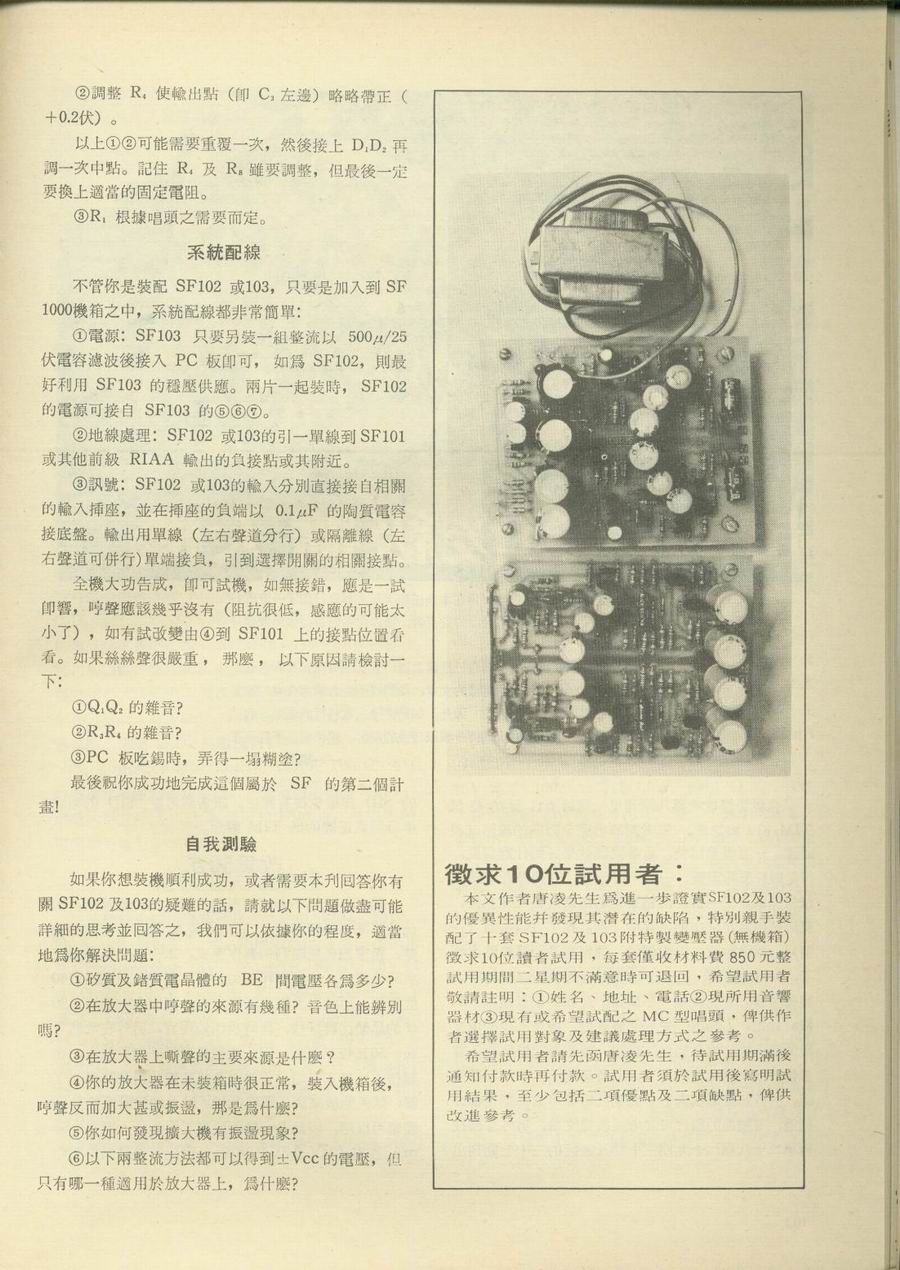 ②調整 R₄ 使輸出點（卽 C₃ 左邊）略略帶正（
＋0.2伏）。
以上①②可能需要重覆一次，然後接上 D₁D₂ 再
調一次中點。記住 R₄ 及 R₈ 雖要調整，但最後一定
要換上適當的固定電阻。
③R₁ 根據唱頭之需要而定。
系統配線
不管你是裝配 SF102 或103，只要是加入到 SF
1000機箱之中，系統配線都非常簡單：
①電源：SF103 只要另裝一組整流以 500μ/25
伏電容濾波後接入 PC 板卽可，如爲 SF102，則最
好利用 SF103 的穩壓供應。兩片一起裝時，SF102
的電源可接自 SF103 的⑤⑥⑦。
②地線處理：SF102 或103的引一單線到SF101
或其他前級 RIAA 輸出的負接點或其附近。
③訊號：SF102 或103的輸入分別直接接自相關
的輸入揷座，並在揷座的負端以 0.1μF 的陶質電容
接底盤。輸出用單線（左右聲道分行）或隔離線（左
右聲道可併行）單端接負，引到選擇開關的相關接點。
全機大功告成，卽可試機，如無接錯，應是一試
卽響，哼聲應該幾乎沒有（阻抗很低，感應的可能太
小了），如有試改變由④到 SF101 上的接點位置看
看。如果絲絲聲很嚴重，那麽，以下原因請檢討一
下：
①Q₁Q₂ 的雜音？
②R₃R₄ 的雜音？
③PC 板吃錫時，弄得一塌糊塗？
最後祝你成功地完成這個屬於 SF 的第二個計
畫！
自我測驗
如果你想裝機順利成功，或者需要本刋回答你有
關 SF102 及103的疑難的話，請就以下問題做盡可能
詳細的思考並回答之，我們可以依據你的程度，適當
地爲你解決問題：
①矽質及鍺質電晶體的 BE 間電壓各爲多少？
②在放大器中哼聲的來源有幾種？音色上能辨別
嗎？
③在放大器上嘶聲的主要來源是什麽？
④你的放大器在未裝箱時很正常，裝入機箱後，
哼聲反而加大甚或振盪，那是爲什麽？
⑤你如何發現擴大機有振盪現象？
⑥以下兩整流方法都可以得到±Vcc 的電壓，但
只有哪一種適用於放大器上，爲什麽？
徵求10位試用者：
本文作者唐凌先生爲進一步證實SF102及103
的優異性能并發現其潛在的缺陷，特別親手裝
配了十套SF102及103附特製變壓器(無機箱)
徵求10位讀者試用，每套僅收材料費850元整
試用期間二星期不滿意時可退回，希望試用者
敬請註明：①姓名、地址、電話②現所用音響
器材③現有或希望試配之 MC 型唱頭，俾供作
者選擇試用對象及建議處理方式之參考。
希望試用者請先函唐凌先生，待試用期滿後
通知付款時再付款。試用者須於試用後寫明試
用結果，至少包括二項優點及二項缺點，俾供
改進參考。